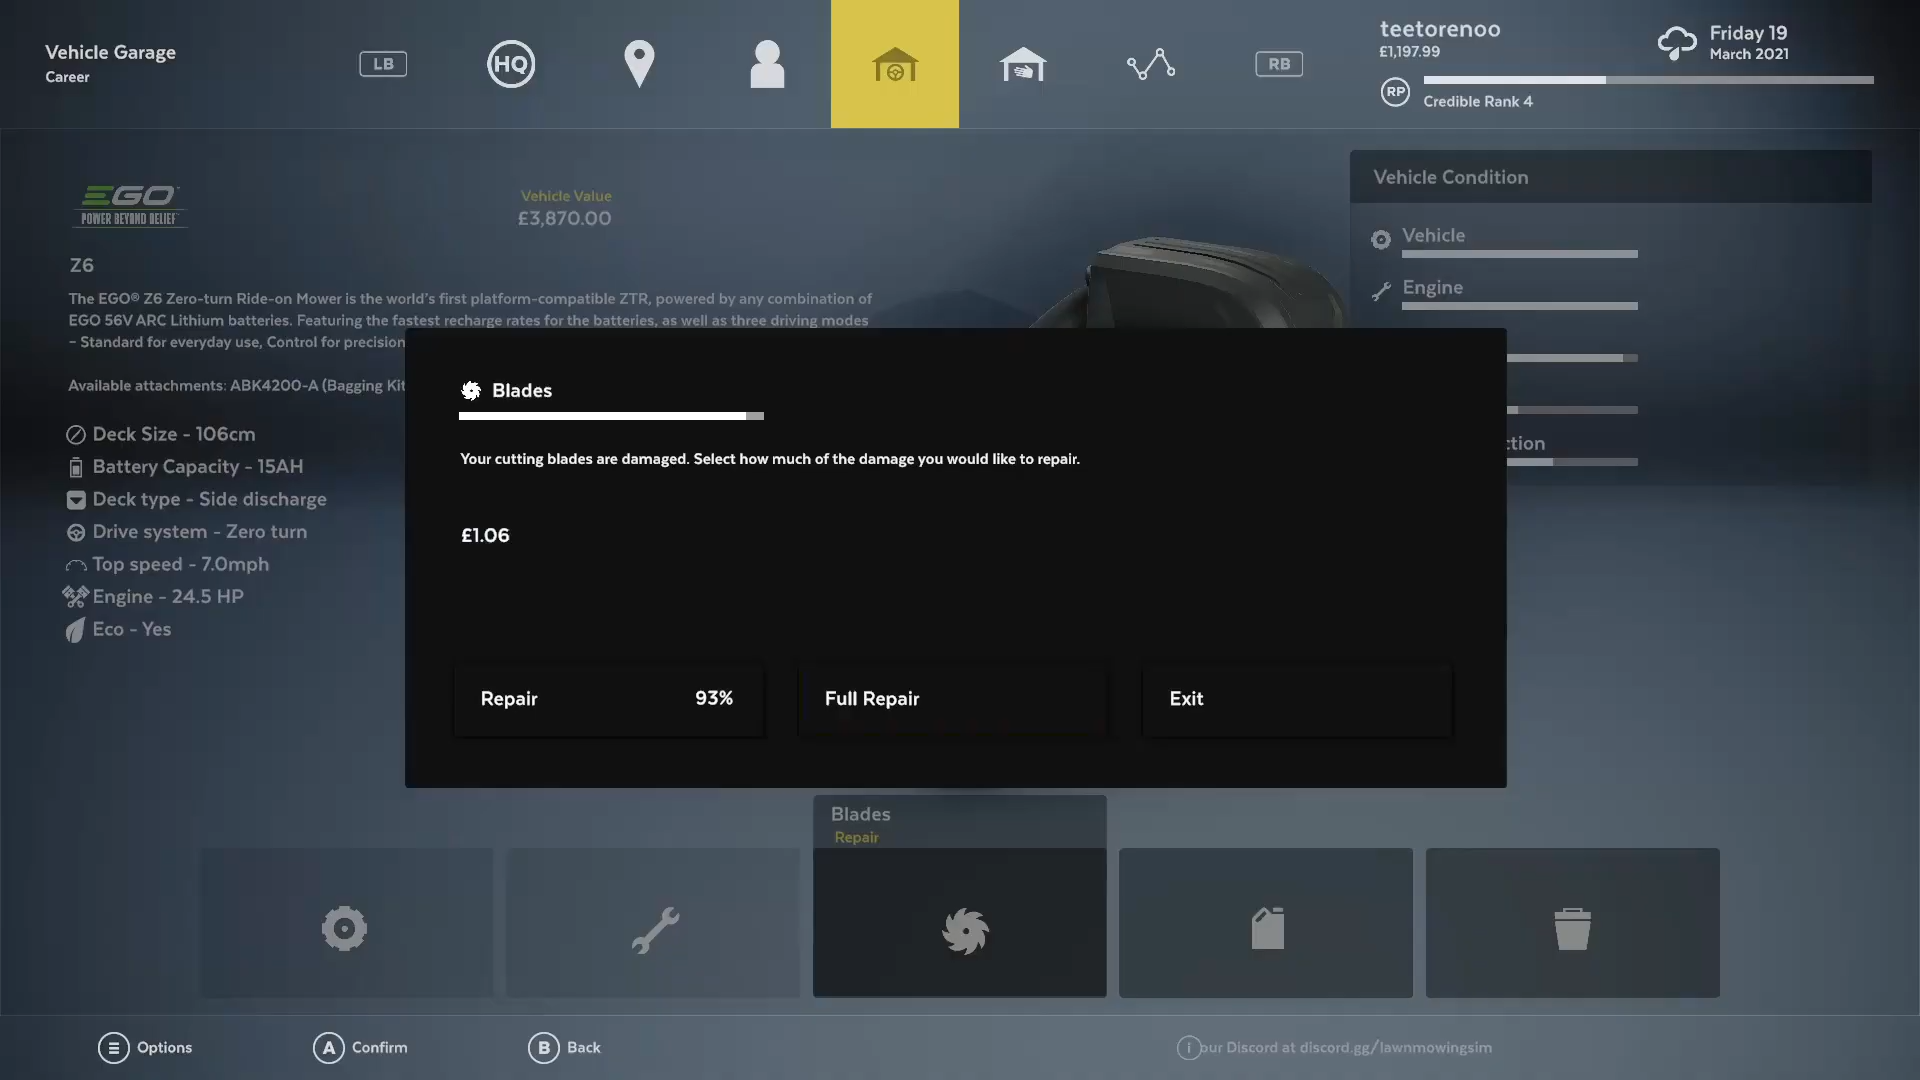 Vehicle Garage
Career
LB
HQ
RB
teetorenoo
£1,197.99
RP
Credible Rank 4
Friday 19
March 2021
EGO
POWER BEYOND BELIEF
Vehicle Value
£3,870.00
Z6
The EGO® Z6 Zero-turn Ride-on Mower is the world's first platform-compatible ZTR, powered by any combination of
EGO 56V ARC Lithium batteries. Featuring the fastest recharge rates for the batteries, as well as three driving modes
– Standard for everyday use, Control for precision
Available attachments: ABK4200-A (Bagging Kit
Deck Size - 106cm
Battery Capacity - 15AH
Deck type - Side discharge
Drive system - Zero turn
Top speed - 7.0mph
Engine - 24.5 HP
Eco - Yes
Vehicle Condition
Vehicle
Engine
ction
Blades
Your cutting blades are damaged. Select how much of the damage you would like to repair.
£1.06
Repair 93%
Full Repair
Exit
Blades
Repair
Options
A Confirm
B Back
i our Discord at discord.gg/lawnmowingsim